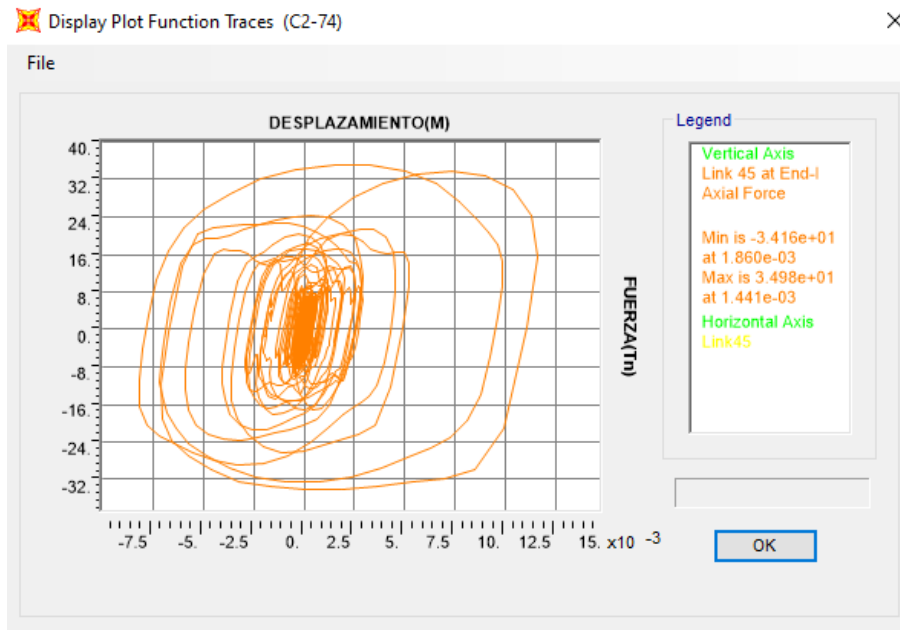 Display Plot Function Traces (C2-74)
File
DESPLAZAMIENTO(M)
40.
32.
24.
16.
8.
0.
-8.
-16.
-24.
-32.
-7.5 -5. -2.5 0. 2.5 5. 7.5 10. 12.5 15. x10 -3
FUERZA(Tn)
Legend
Vertical Axis
Link 45 at End-I
Axial Force
Min is -3.416e+01
at 1.860e-03
Max is 3.498e+01
at 1.441e-03
Horizontal Axis
Link45
OK